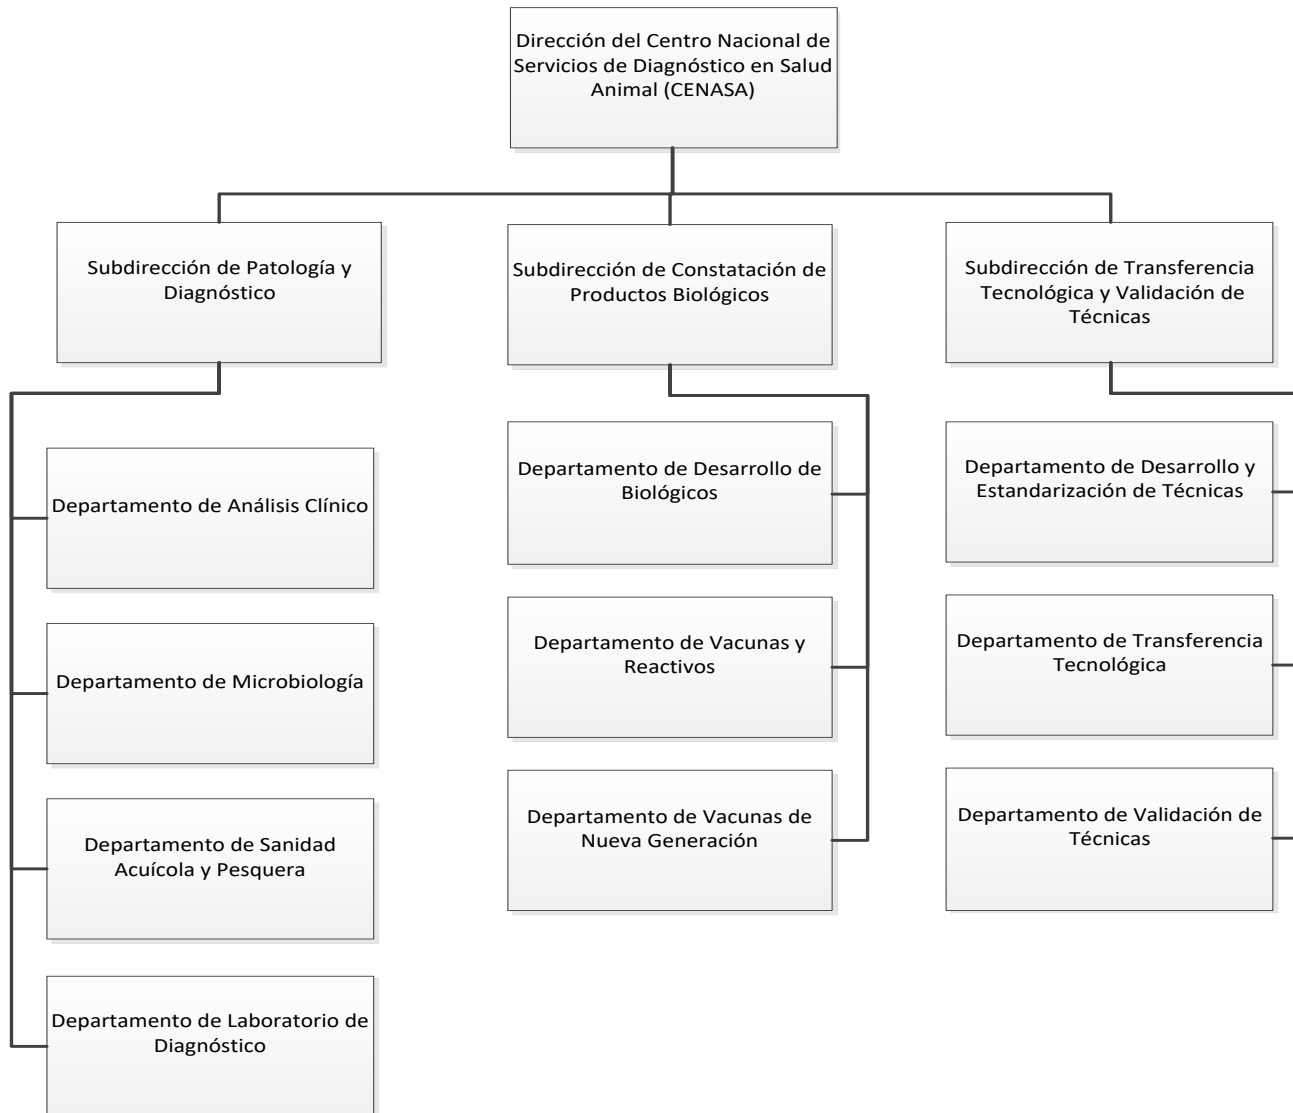 Dirección del Centro Nacional de
Servicios de Diagnóstico en Salud
Animal (CENASA)
Subdirección de Patología y
Diagnóstico
Subdirección de Constatación de
Productos Biológicos
Subdirección de Transferencia
Tecnológica y Validación de
Técnicas
Departamento de Análisis Clínico
Departamento de Microbiología
Departamento de Sanidad
Acuícola y Pesquera
Departamento de Laboratorio de
Diagnóstico
Departamento de Desarrollo de
Biológicos
Departamento de Vacunas y
Reactivos
Departamento de Vacunas de
Nueva Generación
Departamento de Desarrollo y
Estandarización de Técnicas
Departamento de Transferencia
Tecnológica
Departamento de Validación de
Técnicas